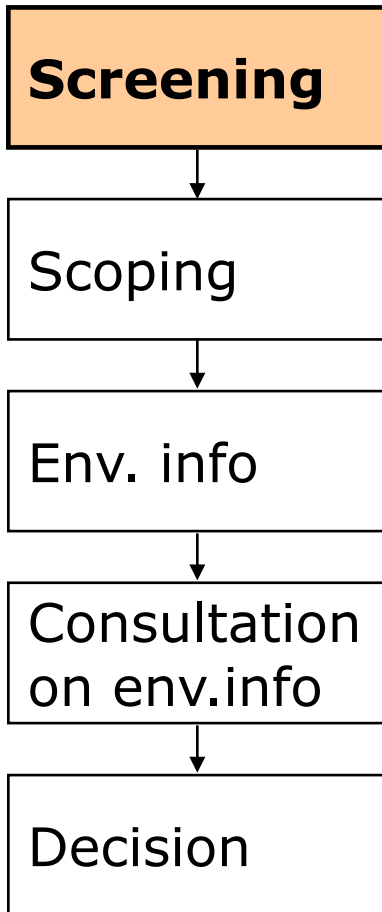 Screening
Scoping
Env. info
Consultation
on env.info
Decision